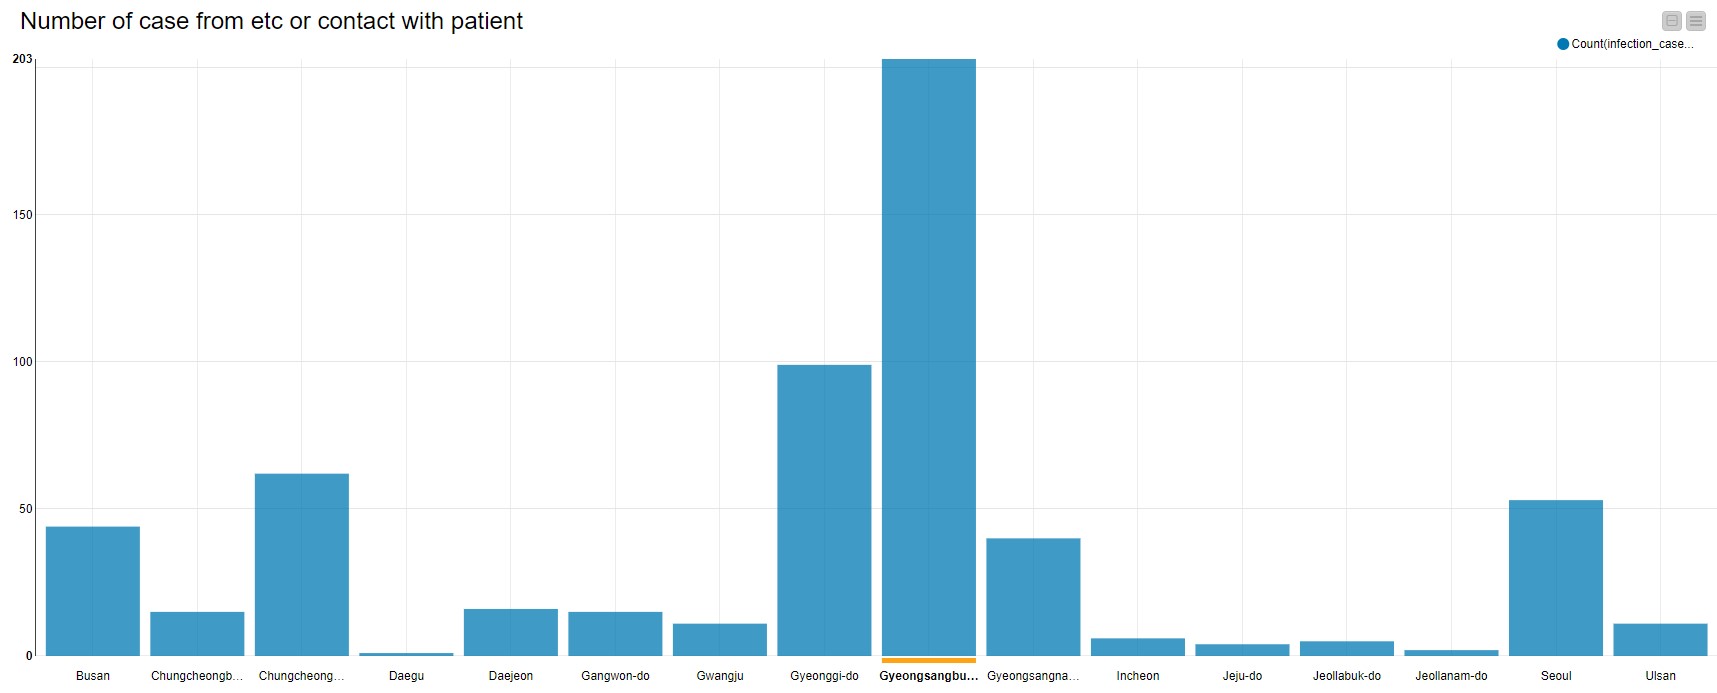 Number of case from etc or contact with patient
Count(infection_case...
203
150
100
50
0
Busan Chungcheongb... Chungcheong... Daegu Daejeon Gangwon-do Gwangju Gyeonggi-do Gyeongsangbu... Gyeongsangna... Incheon Jeju-do Jeollabuk-do Jeollanam-do Seoul Ulsan